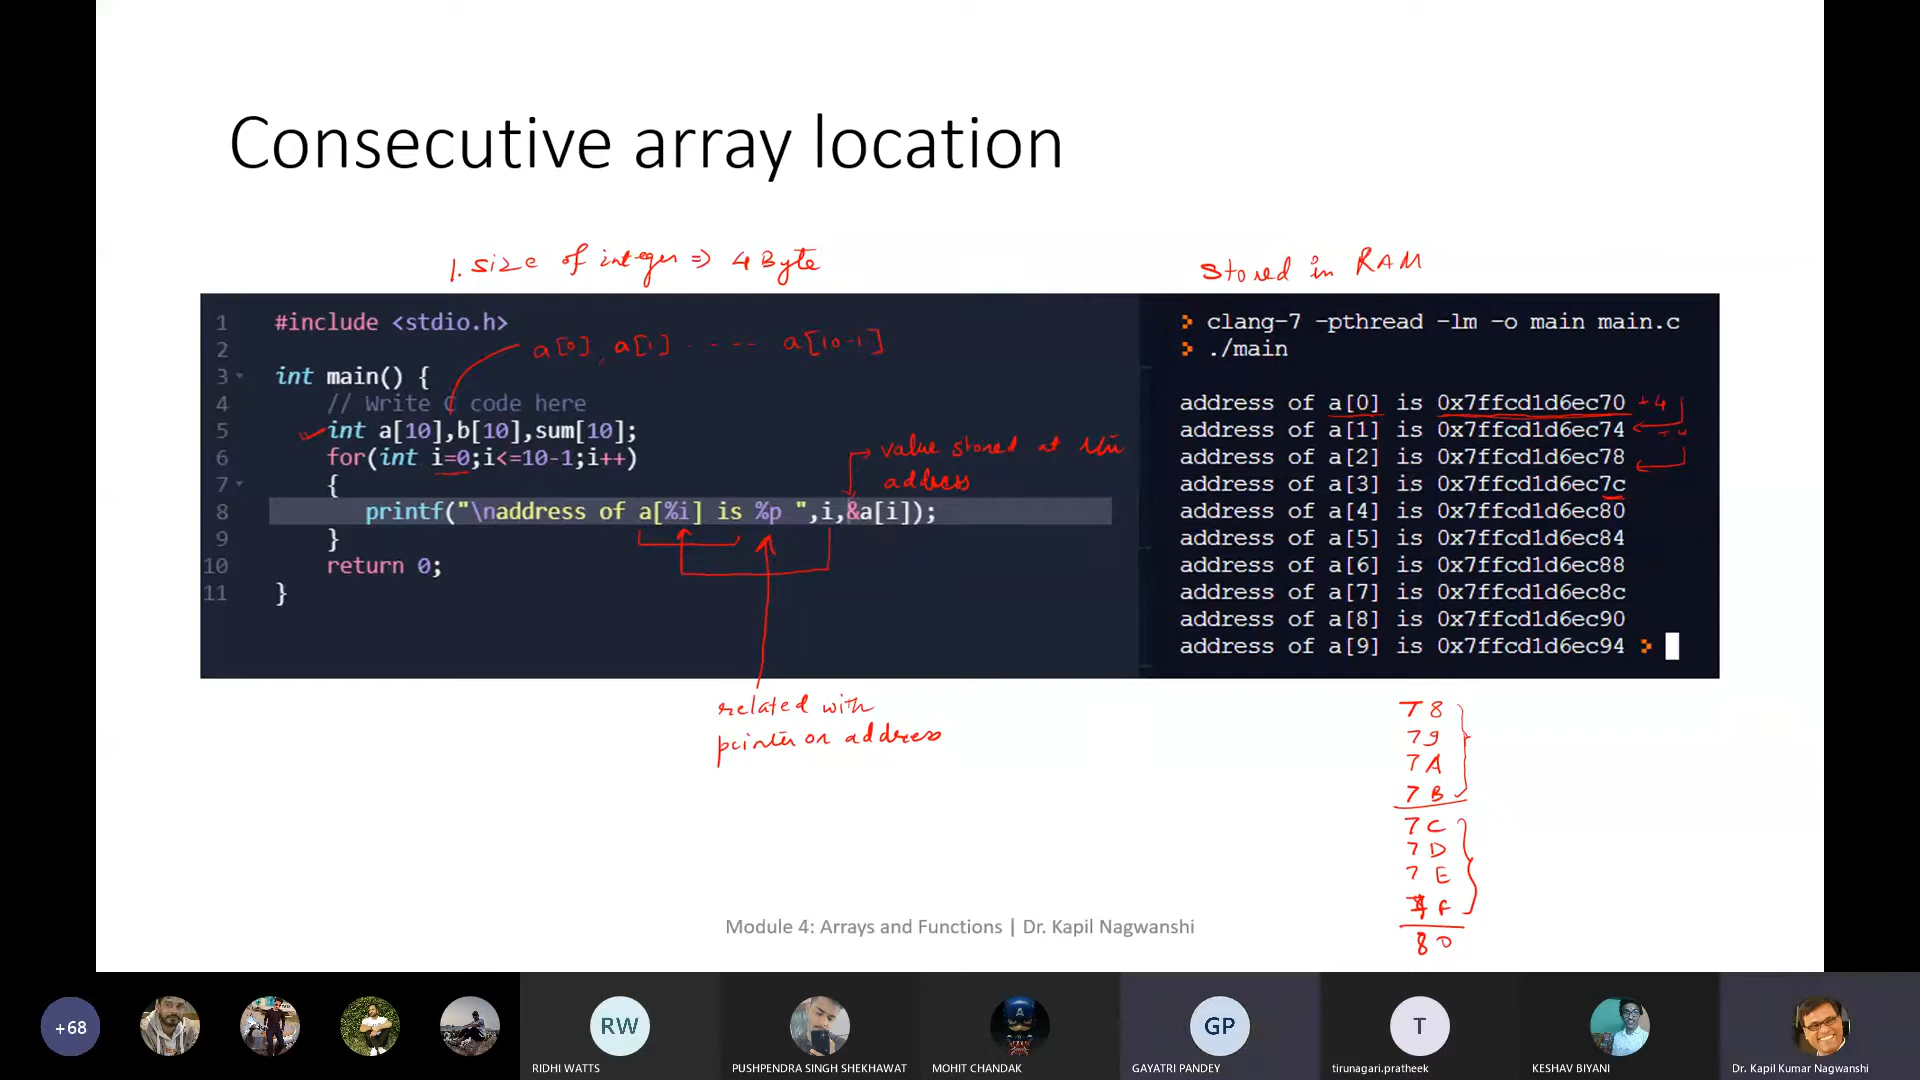 Consecutive array location
1. size of integer => 4 Byte
stored in RAM
1 #include <stdio.h>
2
a[0], a[1] ----- a[10-1]
3 int main() {
4 // Write C code here
5 int a[10],b[10],sum[10];
6 for(int i=0;i<=10-1;i++)
7 {
8 printf("\naddress of a[%i] is %p ",i,&a[i]);
9 }
10 return 0;
11 }
value stored at this
address
related with
pointer or address
> clang-7 -pthread -lm -o main main.c
> ./main
address of a[0] is 0x7ffcd1d6ec70 +4
address of a[1] is 0x7ffcd1d6ec74
+4
address of a[2] is 0x7ffcd1d6ec78
address of a[3] is 0x7ffcd1d6ec7c
address of a[4] is 0x7ffcd1d6ec80
address of a[5] is 0x7ffcd1d6ec84
address of a[6] is 0x7ffcd1d6ec88
address of a[7] is 0x7ffcd1d6ec8c
address of a[8] is 0x7ffcd1d6ec90
address of a[9] is 0x7ffcd1d6ec94 >
78
79
7A
7B
7C
7D
7E
7F
80
Module 4: Arrays and Functions | Dr. Kapil Nagwanshi
+68
RW
GP
T
RIDHI WATTS
PUSHPENDRA SINGH SHEKHAWAT
MOHIT CHANDAK
GAYATRI PANDEY
tirunagari.pratheek
KESHAV BIYANI
Dr. Kapil Kumar Nagwanshi